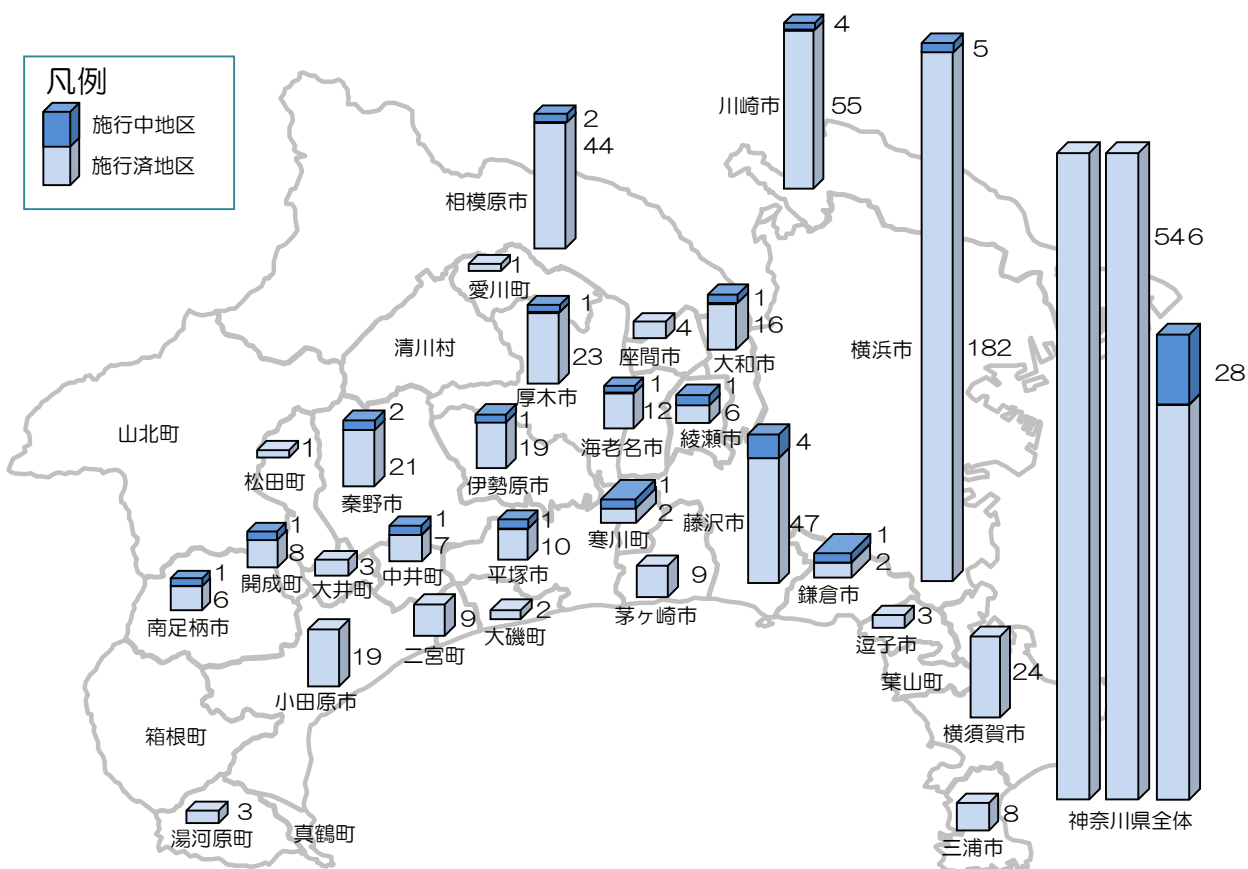 凡例
施行中地区
施行済地区
4
川崎市
55
5
横浜市
182
2
44
相模原市
546
28
神奈川県全体
1
愛川町
1
23
厚木市
清川村
4
座間市
1
16
大和市
1
12
海老名市
1
6
綾瀬市
山北町
1
松田町
2
21
秦野市
1
19
伊勢原市
4
47
藤沢市
1
2
寒川町
1
2
鎌倉市
1
8
開成町
3
大井町
1
7
中井町
1
10
平塚市
9
茅ヶ崎市
1
6
南足柄市
9
二宮町
2
大磯町
3
逗子市
葉山町
19
小田原市
24
横須賀市
箱根町
3
湯河原町
真鶴町
8
三浦市